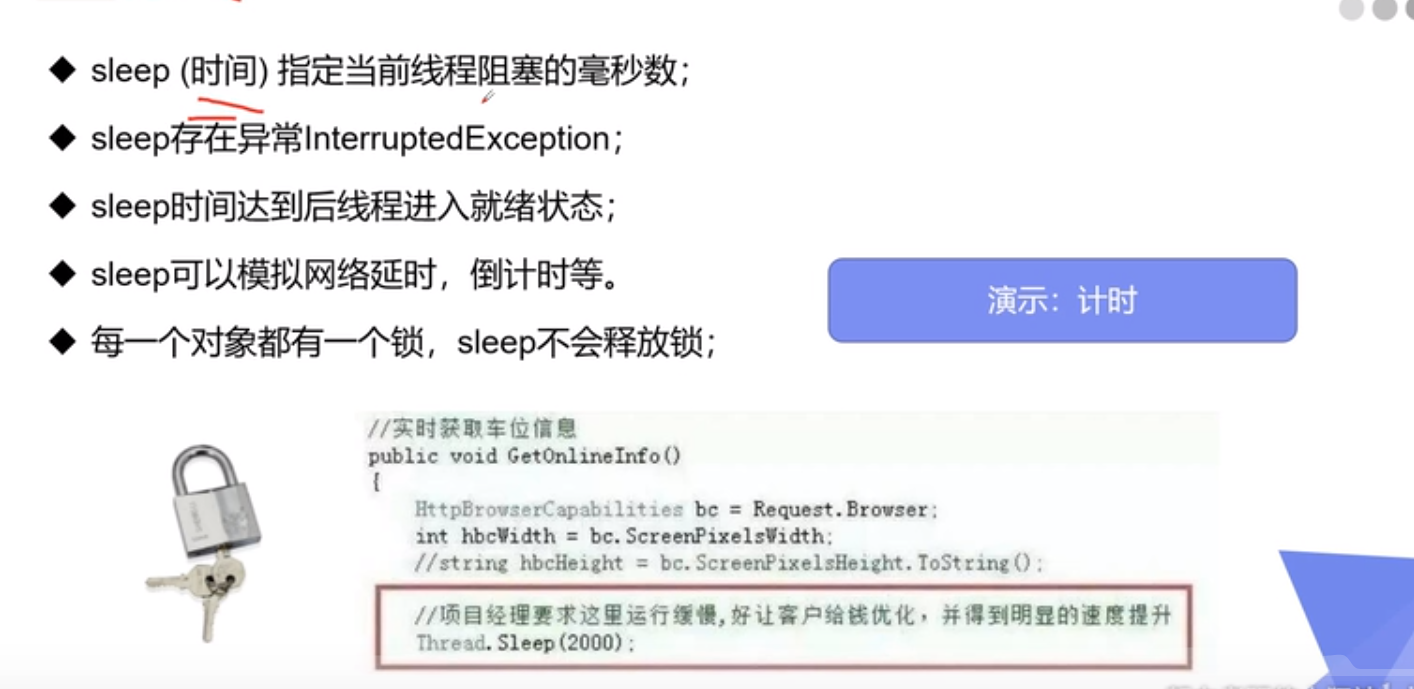 ◆ sleep (时间) 指定当前线程阻塞的毫秒数；
◆ sleep存在异常InterruptedException；
◆ sleep时间达到后线程进入就绪状态；
◆ sleep可以模拟网络延时，倒计时等。
◆ 每一个对象都有一个锁，sleep不会释放锁；
演示：计时
//实时获取车位信息
public void GetOnlineInfo()
{
HttpBrowserCapabilities bc = Request.Browser;
int hbcWidth = bc.ScreenPixelsWidth;
//string hbcHeight = bc.ScreenPixelsHeight.ToString();
//项目经理要求这里运行缓慢,好让客户给钱优化，并得到明显的速度提升
Thread.Sleep(2000);